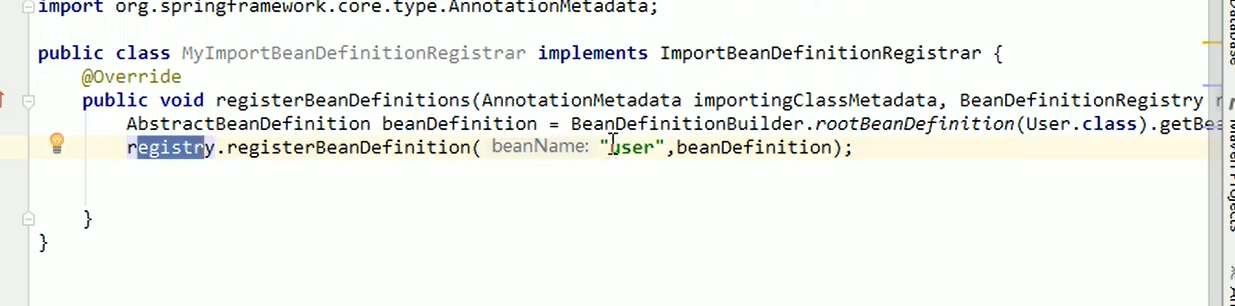 import org.springframework.core.type.AnnotationMetadata;
public class MyImportBeanDefinitionRegistrar implements ImportBeanDefinitionRegistrar {
@Override
public void registerBeanDefinitions(AnnotationMetadata importingClassMetadata, BeanDefinitionRegistry r
AbstractBeanDefinition beanDefinition = BeanDefinitionBuilder.rootBeanDefinition(User.class).getBea
registry.registerBeanDefinition( beanName: "user",beanDefinition);
}
}
Database
Maven Projects